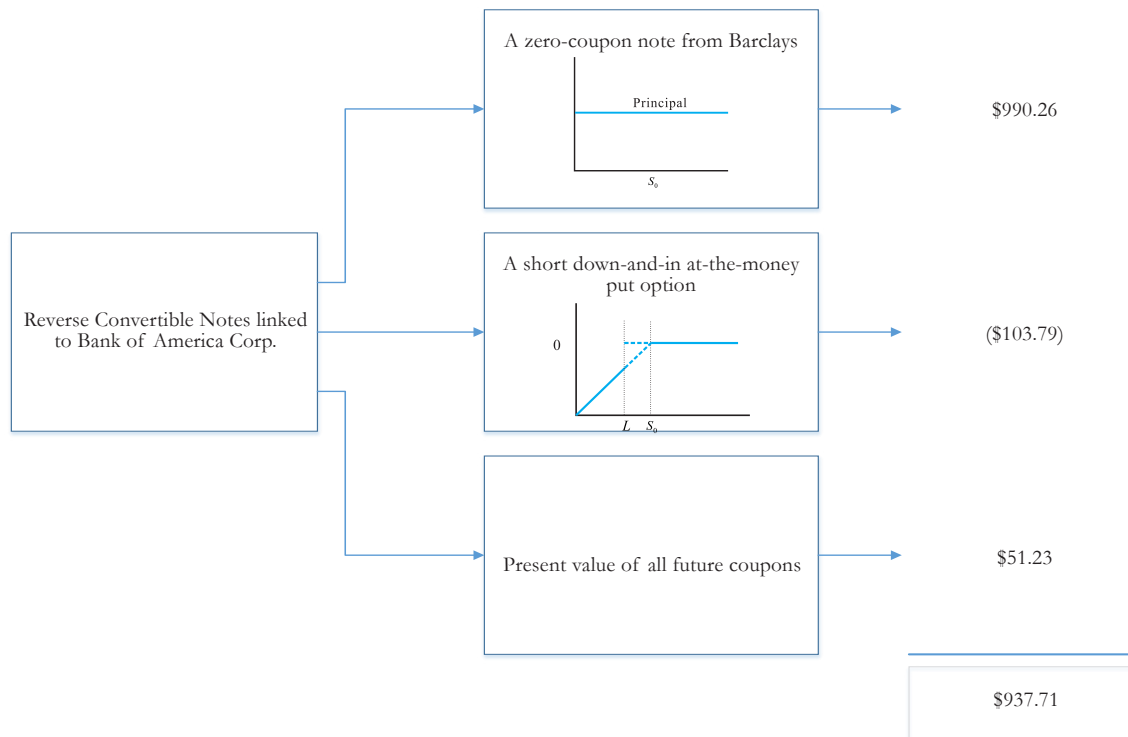 A zero-coupon note from Barclays
Principal
S₀
$990.26
Reverse Convertible Notes linked
to Bank of America Corp.
A short down-and-in at-the-money
put option
0
L S₀
($103.79)
Present value of all future coupons
$51.23
$937.71